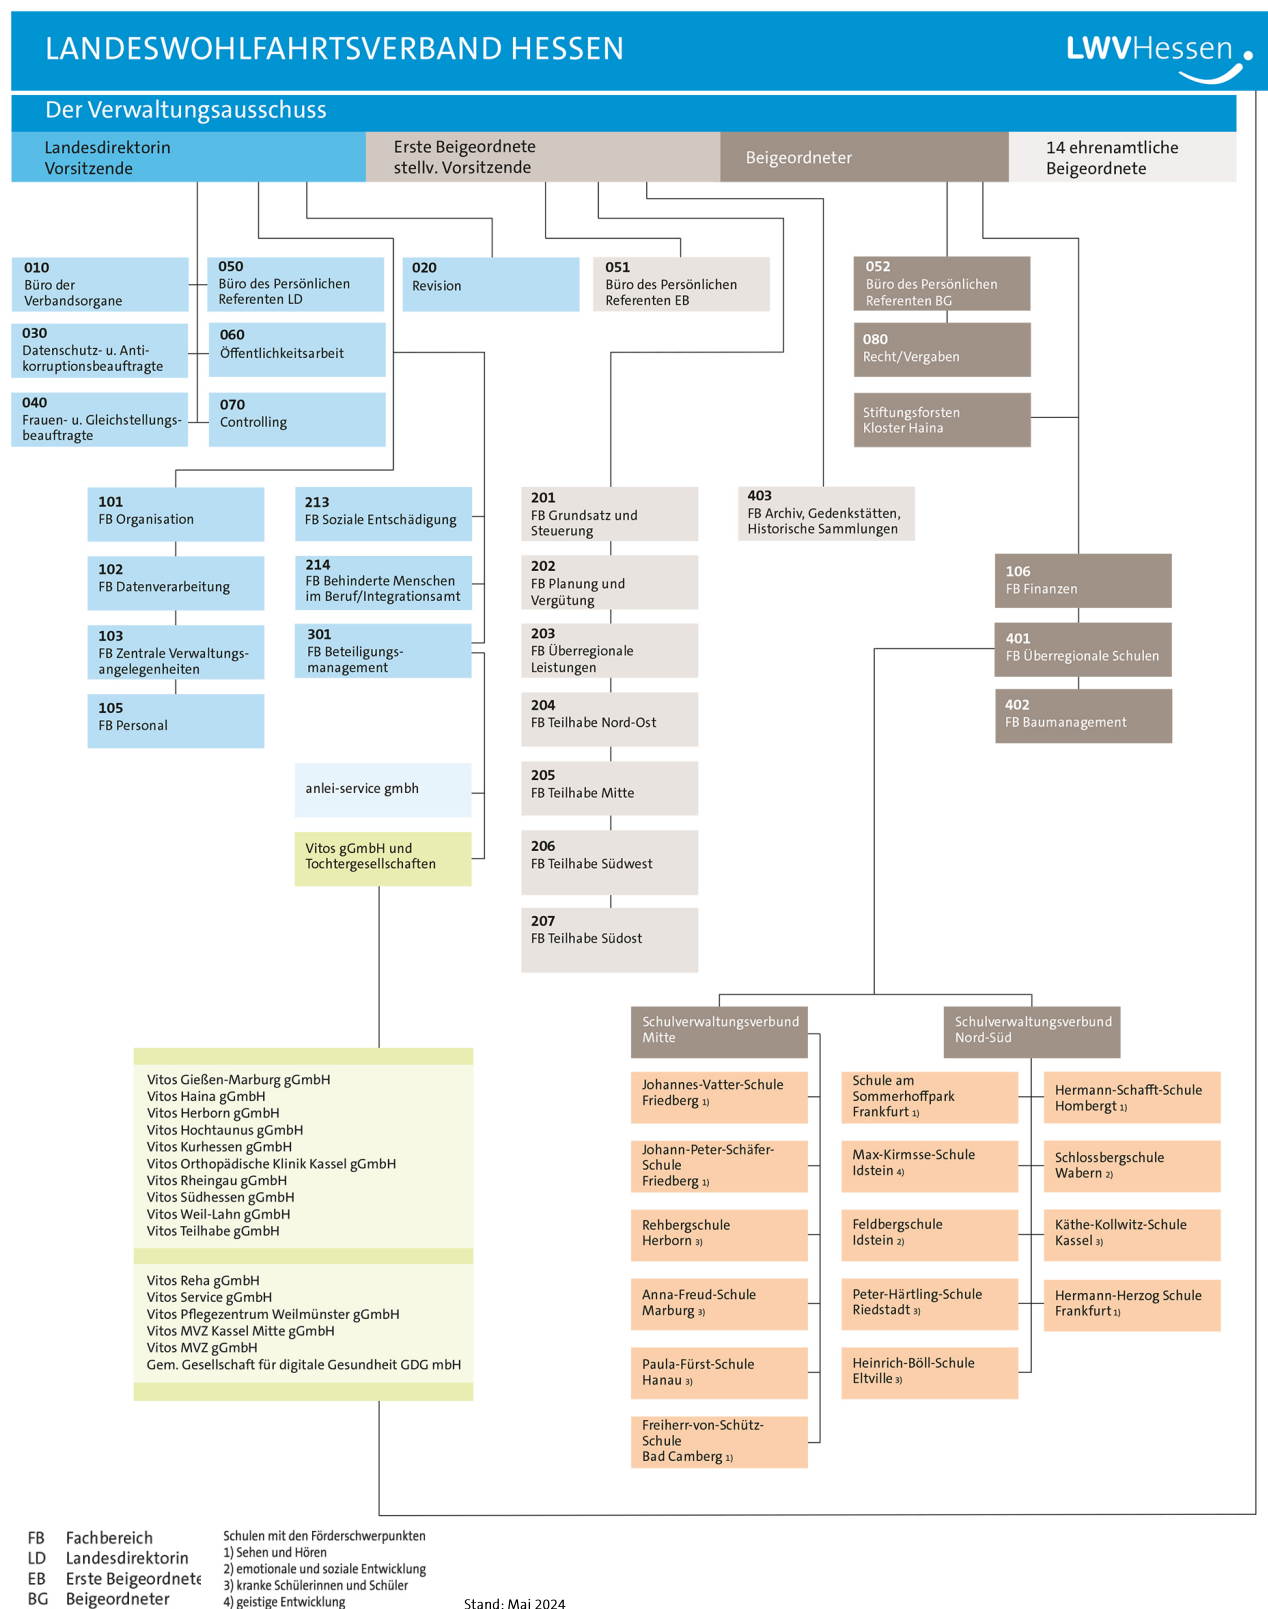 LANDESWOHLFAHRTSVERBAND HESSEN
LWVHessen
Der Verwaltungsausschuss
Landesdirektorin
Vorsitzende
Erste Beigeordnete
stellv. Vorsitzende
Beigeordneter
14 ehrenamtliche
Beigeordnete
010
Büro der
Verbandsorgane
050
Büro des Persönlichen
Referenten LD
020
Revision
051
Büro des Persönlichen
Referenten EB
052
Büro des Persönlichen
Referenten BG
030
Datenschutz- u. Anti-
korruptionsbeauftragte
060
Öffentlichkeitsarbeit
080
Recht/Vergaben
040
Frauen- u. Gleichstellungs-
beauftragte
070
Controlling
Stiftungsforsten
Kloster Haina
101
FB Organisation
213
FB Soziale Entschädigung
201
FB Grundsatz und
Steuerung
403
FB Archiv, Gedenkstätten,
Historische Sammlungen
102
FB Datenverarbeitung
214
FB Behinderte Menschen
im Beruf/Integrationsamt
202
FB Planung und
Vergütung
106
FB Finanzen
103
FB Zentrale Verwaltungs-
angelegenheiten
301
FB Beteiligungs-
management
203
FB Überregionale
Leistungen
401
FB Überregionale Schulen
105
FB Personal
204
FB Teilhabe Nord-Ost
402
FB Baumanagement
anlei-service gmbh
205
FB Teilhabe Mitte
Vitos gGmbH und
Tochtergesellschaften
206
FB Teilhabe Südwest
207
FB Teilhabe Südost
Schulverwaltungsverbund
Mitte
Schulverwaltungsverbund
Nord-Süd
Vitos Gießen-Marburg gGmbH
Vitos Haina gGmbH
Vitos Herborn gGmbH
Vitos Hochtaunus gGmbH
Vitos Kurhessen gGmbH
Vitos Orthopädische Klinik Kassel gGmbH
Vitos Rheingau gGmbH
Vitos Südhessen gGmbH
Vitos Weil-Lahn gGmbH
Vitos Teilhabe gGmbH
Vitos Reha gGmbH
Vitos Service gGmbH
Vitos Pflegezentrum Weilmünster gGmbH
Vitos MVZ Kassel Mitte gGmbH
Vitos MVZ gGmbH
Gem. Gesellschaft für digitale Gesundheit GDG mbH
Johannes-Vatter-Schule
Friedberg 1)
Schule am
Sommerhoffpark
Frankfurt 1)
Hermann-Schafft-Schule
Hombergt 1)
Johann-Peter-Schäfer-
Schule
Friedberg 1)
Max-Kirmsse-Schule
Idstein 4)
Schlossbergschule
Wabern 2)
Rehbergschule
Herborn 3)
Feldbergschule
Idstein 2)
Käthe-Kollwitz-Schule
Kassel 3)
Anna-Freud-Schule
Marburg 3)
Peter-Härtling-Schule
Riedstadt 3)
Hermann-Herzog Schule
Frankfurt 1)
Paula-Fürst-Schule
Hanau 3)
Heinrich-Böll-Schule
Eltville 3)
Freiherr-von-Schütz-
Schule
Bad Camberg 1)
FB Fachbereich
LD Landesdirektorin
EB Erste Beigeordnete
BG Beigeordneter
Schulen mit den Förderschwerpunkten
1) Sehen und Hören
2) emotionale und soziale Entwicklung
3) kranke Schülerinnen und Schüler
4) geistige Entwicklung
Stand: Mai 2024